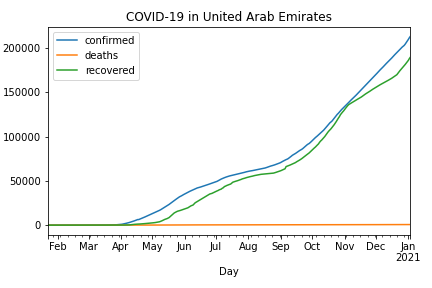 COVID-19 in United Arab Emirates
confirmed
deaths
recovered
200000
150000
100000
50000
0
Feb Mar Apr May Jun Jul Aug Sep Oct Nov Dec Jan
2021
Day